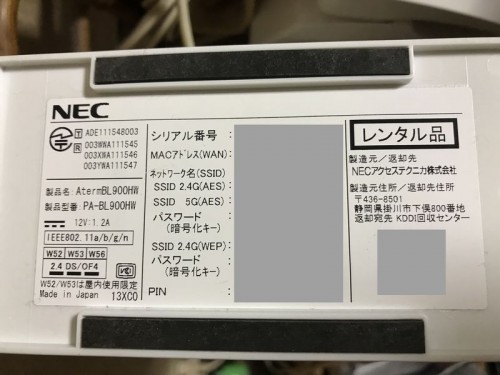 NEC
T ADE111548003
R 003WWA111545
003XWA111546
003YWA111547
製品名: AtermBL900HW
製品型番: PA-BL900HW
12V⎓1.2A
IEEE802.11a/b/g/n
W52 W53 W56
2.4 DS/OF4
W52/W53は屋内使用限定
Made in Japan 13XC0
シリアル番号 :
MACアドレス(WAN) :
ネットワーク名(SSID)
SSID 2.4G(AES) :
SSID 5G(AES) :
パスワード :
(暗号化キー)
SSID 2.4G(WEP) :
パスワード :
(暗号化キー)
PIN :
レンタル品
製造元/返却先
NECアクセステクニカ株式会社
製造元住所/返却先住所
〒436-8501
静岡県掛川市下俣800番地
返却宛先 KDDI回収センター